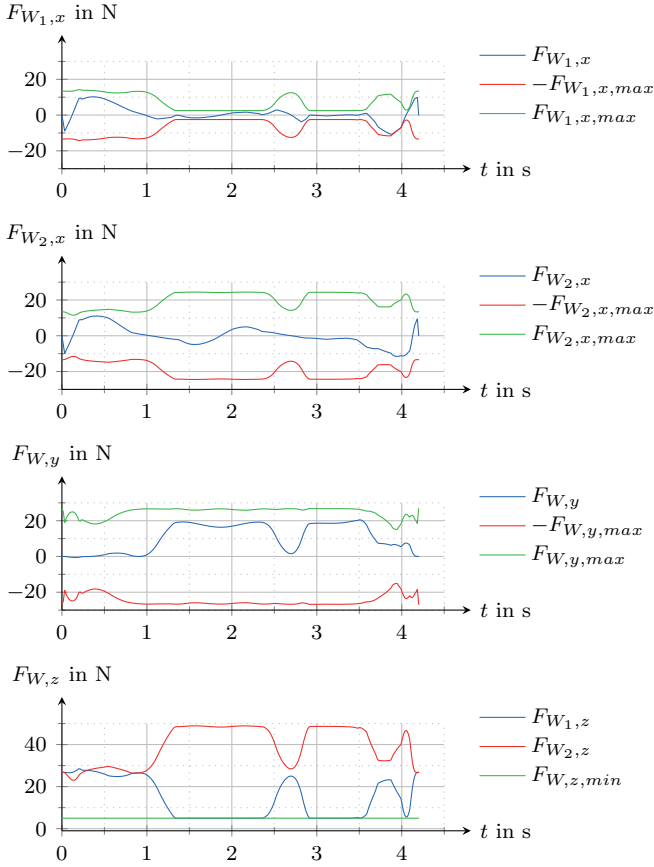 F_{W_1,x} in N
20
0
−20
0 1 2 3 4
t in s
F_{W_1,x}
−F_{W_1,x,max}
F_{W_1,x,max}
F_{W_2,x} in N
20
0
−20
0 1 2 3 4
t in s
F_{W_2,x}
−F_{W_2,x,max}
F_{W_2,x,max}
F_{W,y} in N
20
0
−20
0 1 2 3 4
t in s
F_{W,y}
−F_{W,y,max}
F_{W,y,max}
F_{W,z} in N
40
20
0
0 1 2 3 4
t in s
F_{W_1,z}
F_{W_2,z}
F_{W,z,min}